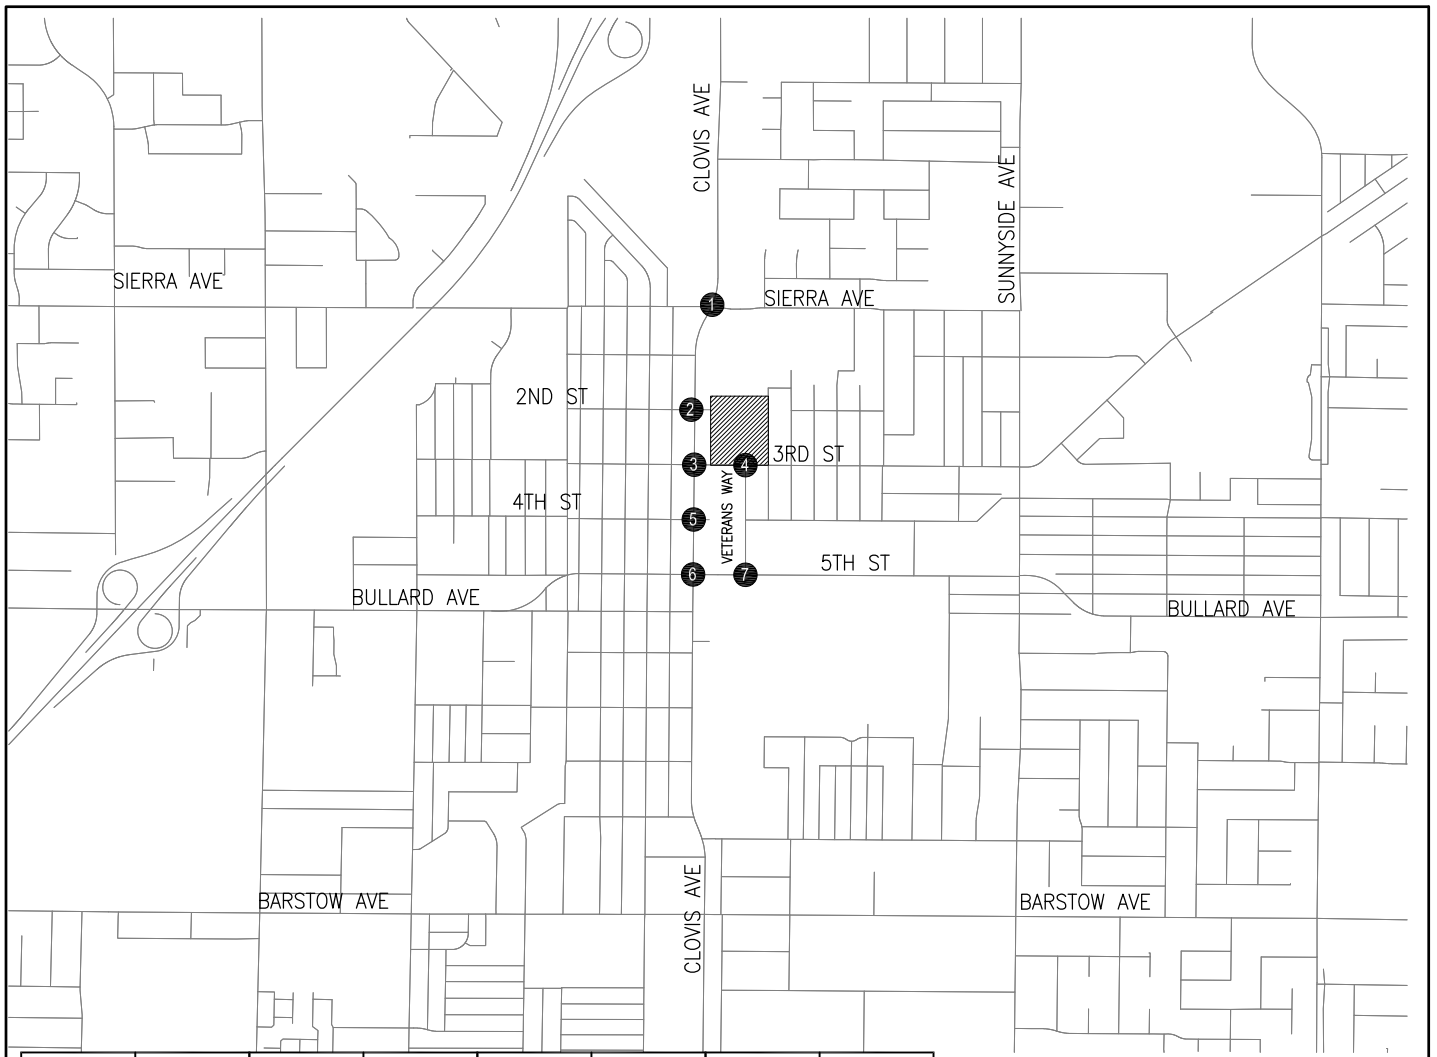 CLOVIS AVE
SUNNYSIDE AVE
SIERRA AVE
1
SIERRA AVE
2ND ST
2
3
4
3RD ST
4TH ST
5
VETERANS WAY
6
7
5TH ST
BULLARD AVE
BULLARD AVE
CLOVIS AVE
BARSTOW AVE
BARSTOW AVE